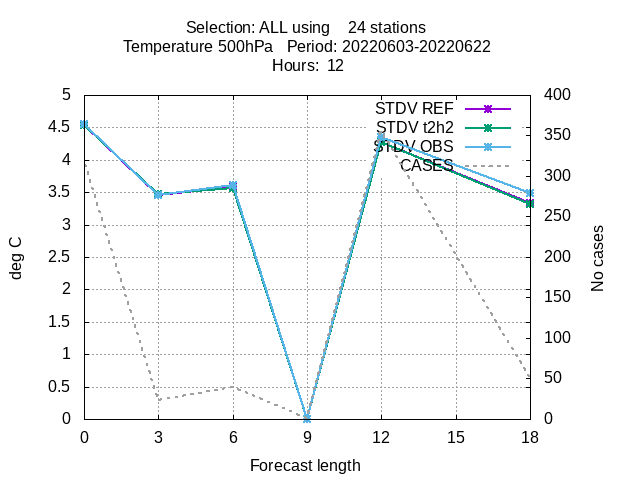 Selection: ALL using    24 stations
Temperature 500hPa   Period: 20220603-20220622
Hours:  12
5
4.5
4
3.5
3
2.5
2
1.5
1
0.5
0
400
350
300
250
200
150
100
50
0
STDV REF
STDV t2h2
STDV OBS
CASES
deg C
No cases
0 3 6 9 12 15 18
Forecast length